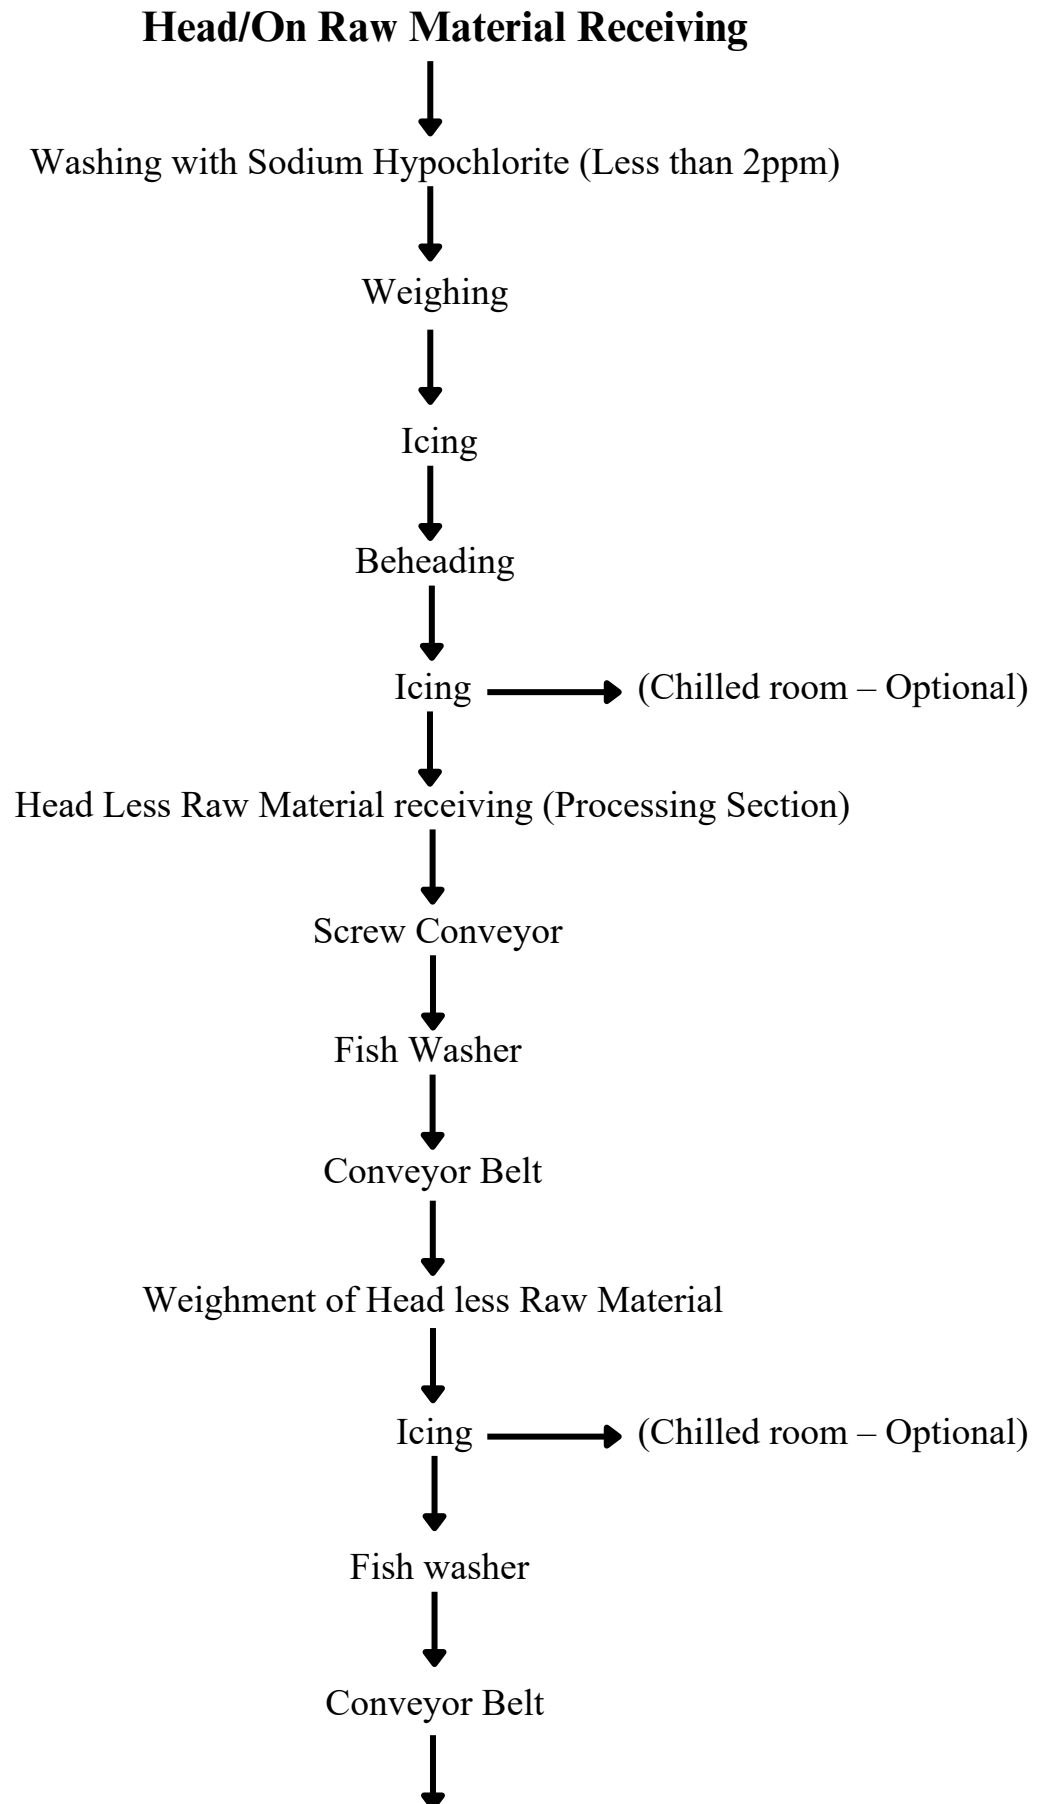 Head/On Raw Material Receiving
Washing with Sodium Hypochlorite (Less than 2ppm)
Weighing
Icing
Beheading
Icing (Chilled room – Optional)
Head Less Raw Material receiving (Processing Section)
Screw Conveyor
Fish Washer
Conveyor Belt
Weighment of Head less Raw Material
Icing (Chilled room – Optional)
Fish washer
Conveyor Belt